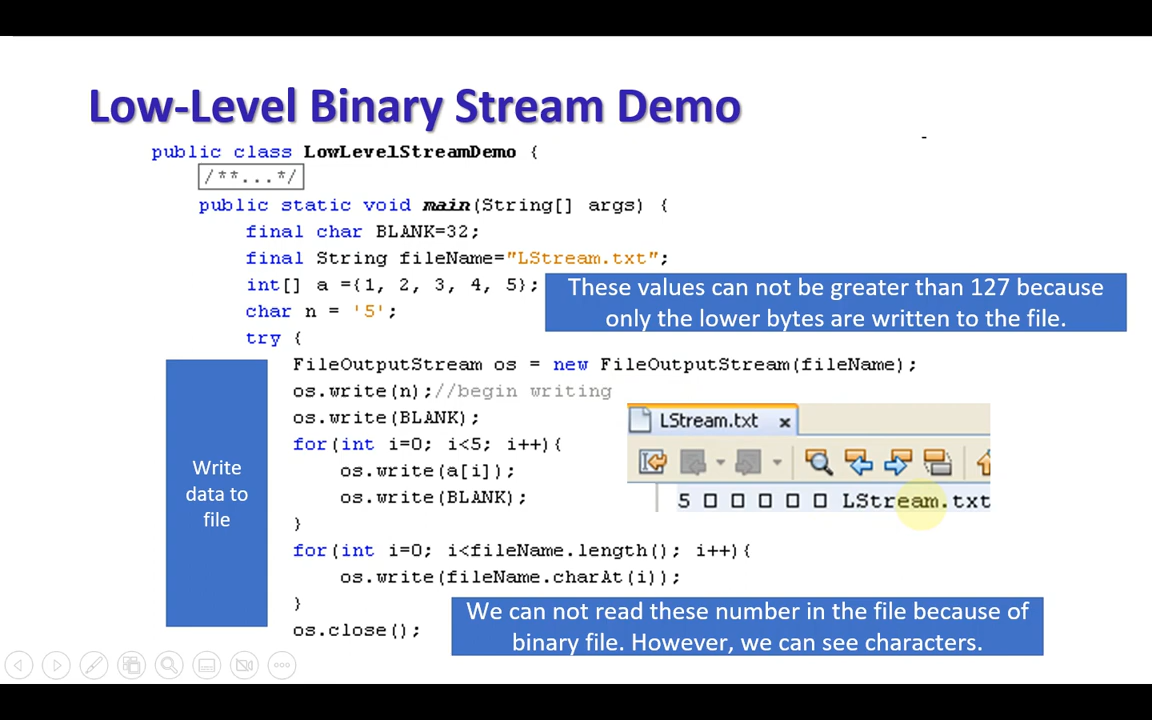 Low-Level Binary Stream Demo
public class LowLevelStreamDemo {
/**...*/
public static void main(String[] args) {
final char BLANK=32;
final String fileName="LStream.txt";
int[] a ={1, 2, 3, 4, 5};
These values can not be greater than 127 because
only the lower bytes are written to the file.
char n = '5';
try {
FileOutputStream os = new FileOutputStream(fileName);
os.write(n);//begin writing
os.write(BLANK);
for(int i=0; i<5; i++){
os.write(a[i]);
os.write(BLANK);
}
for(int i=0; i<fileName.length(); i++){
os.write(fileName.charAt(i));
}
os.close();
Write
data to
file
LStream.txt x
5 □ □ □ □ □ LStream.txt
We can not read these number in the file because of
binary file. However, we can see characters.